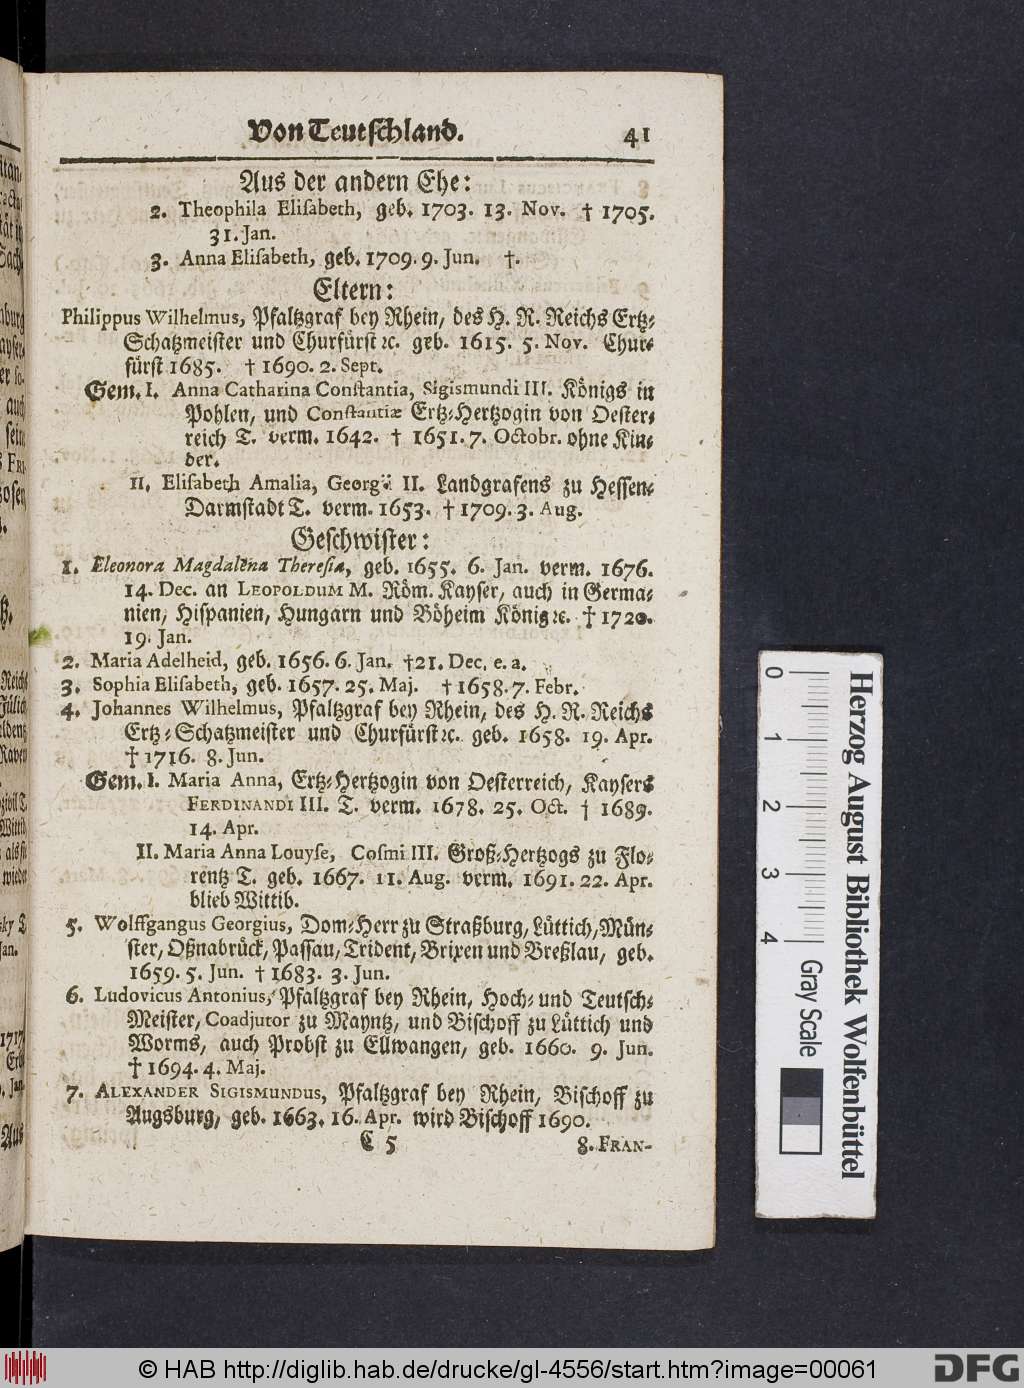 Von Teutschland. 41
Aus der andern Ehe:
2. Theophila Elisabeth, geb. 1703. 13. Nov. † 1705.
31. Jan.
3. Anna Elisabeth, geb. 1709. 9. Jun. †.
Eltern:
Philippus Wilhelmus, Pfaltzgraf bey Rhein, des H. R. Reichs Ertz-
Schatzmeister und Churfürst ꝛc. geb. 1615. 5. Nov. Chur-
fürst 1685. † 1690. 2. Sept.
Gem. I. Anna Catharina Constantia, Sigismundi III. Königs in
Pohlen, und Constantiæ Ertz-Hertzogin von Oester-
reich T. verm. 1642. † 1651. 7. Octobr. ohne Kin-
der.
II. Elisabeth Amalia, Georgii II. Landgrafens zu Hessen-
Darmstadt T. verm. 1653. † 1709. 3. Aug.
Geschwister:
1. Eleonora Magdalena Theresia, geb. 1655. 6. Jan. verm. 1676.
14. Dec. an LEOPOLDUM M. Röm. Kayser, auch in Germa-
nien, Hispanien, Hungarn und Böheim König ꝛc. † 1720.
19. Jan.
2. Maria Adelheid, geb. 1656. 6. Jan. † 21. Dec. e. a.
3. Sophia Elisabeth, geb. 1657. 25. Maj. † 1658. 7. Febr.
4. Johannes Wilhelmus, Pfaltzgraf bey Rhein, des H. R. Reichs
Ertz-Schatzmeister und Churfürst ꝛc. geb. 1658. 19. Apr.
† 1716. 8. Jun.
Gem. I. Maria Anna, Ertz-Hertzogin von Oesterreich, Kaysers
FERDINANDI III. T. verm. 1678. 25. Oct. † 1689.
14. Apr.
II. Maria Anna Louyse, Cosmi III. Groß-Hertzogs zu Flo-
rentz T. geb. 1667. 11. Aug. verm. 1691. 22. Apr.
blieb Wittib.
5. Wolffgangus Georgius, Dom-Herr zu Straßburg, Lüttich, Mün-
ster, Oßnabrück, Passau, Trident, Brixen und Breßlau, geb.
1659. 5. Jun. † 1683. 3. Jun.
6. Ludovicus Antonius, Pfaltzgraf bey Rhein, Hoch- und Teutsch-
Meister, Coadjutor zu Mayntz, und Bischoff zu Lüttich und
Worms, auch Probst zu Ellwangen, geb. 1660. 9. Jun.
† 1694. 4. Maj.
7. ALEXANDER SIGISMUNDUS, Pfaltzgraf bey Rhein, Bischoff zu
Augsburg, geb. 1663. 16. Apr. wird Bischoff 1690.
C 5 8. FRAN-
0 1 2 3 4
Gray Scale
Herzog August Bibliothek Wolfenbüttel
© HAB http://diglib.hab.de/drucke/gl-4556/start.htm?image=00061
DFG